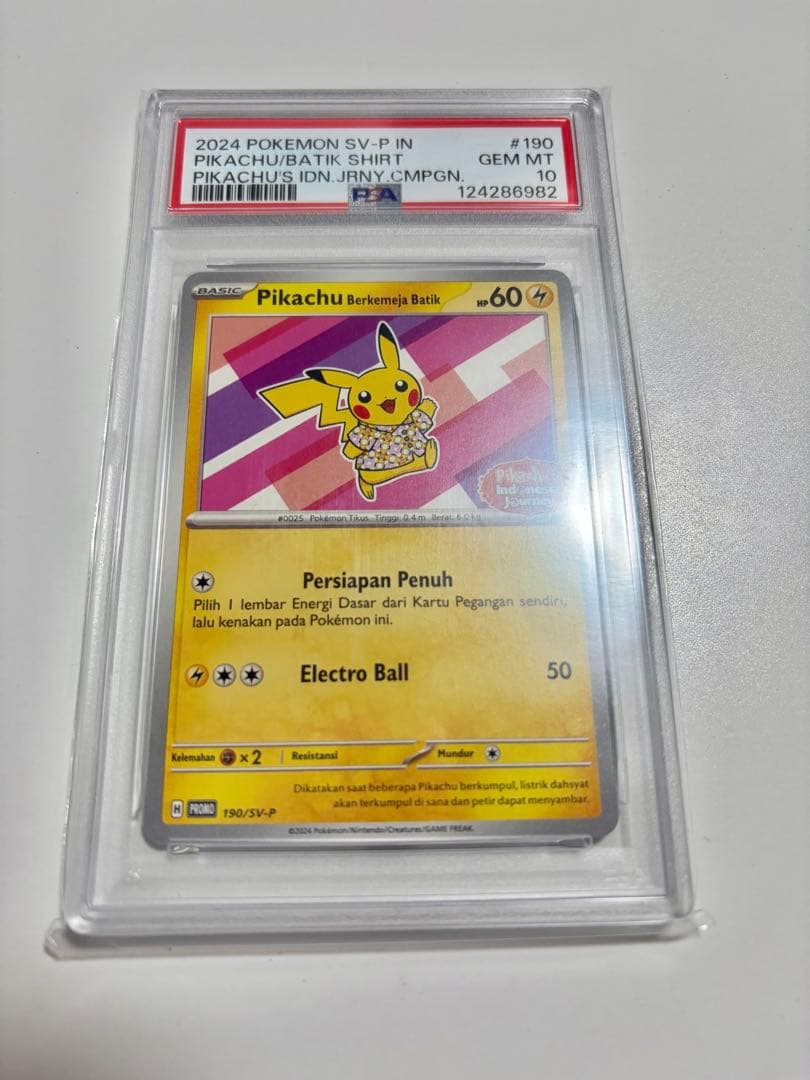 2024 POKEMON SV-P IN #190
PIKACHU/BATIK SHIRT GEM MT
PIKACHU'S IDN.JRNY.CMPGN. 10
PSA 124286982
BASIC Pikachu Berkemeja Batik HP 60
Pikachu's
Indonesia
Journey
#0025 Pokémon Tikus Tinggi: 0.4 m Berat: 6.0 kg
Persiapan Penuh
Pilih 1 lembar Energi Dasar dari Kartu Pegangan sendiri,
lalu kenakan pada Pokémon ini.
Electro Ball 50
Kelemahan ×2 Resistansi Mundur
Dikatakan saat beberapa Pikachu berkumpul, listrik dahsyat
akan terkumpul di sana dan petir dapat menyambar.
H PROMO 190/SV-P
©2024 Pokémon/Nintendo/Creatures/GAME FREAK.